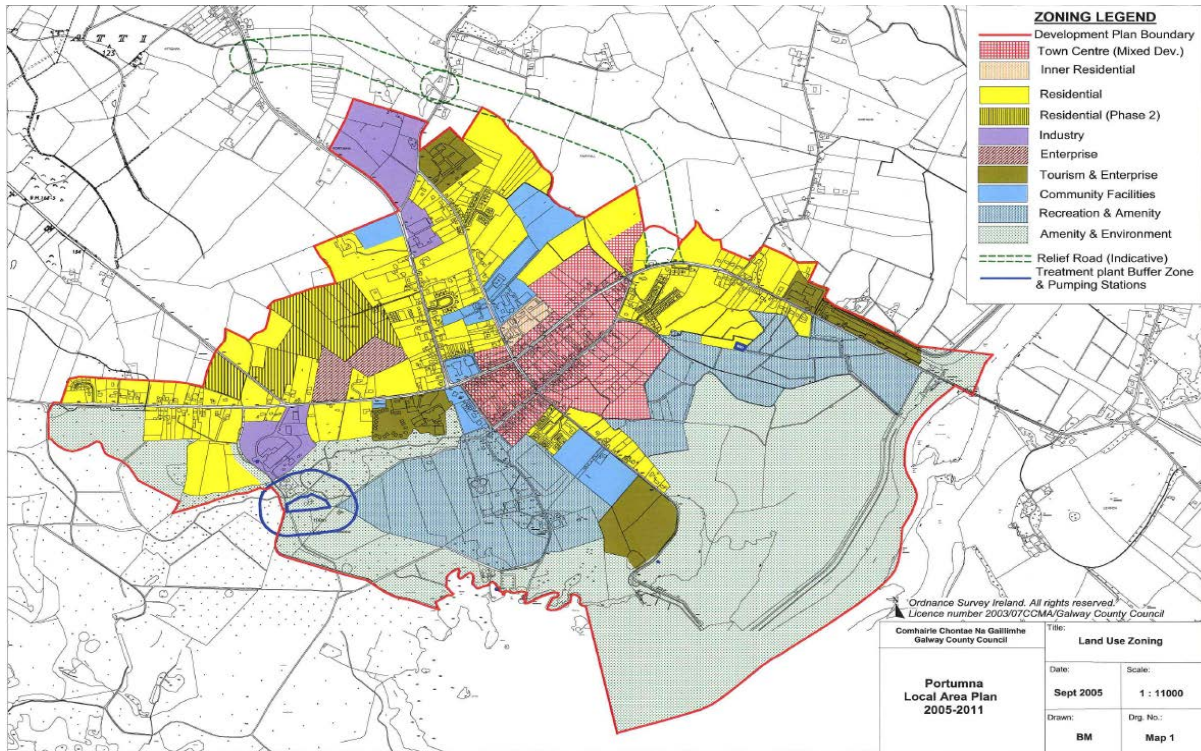 ZONING LEGEND
Development Plan Boundary
Town Centre (Mixed Dev.)
Inner Residential
Residential
Residential (Phase 2)
Industry
Enterprise
Tourism & Enterprise
Community Facilities
Recreation & Amenity
Amenity & Environment
Relief Road (Indicative)
Treatment plant Buffer Zone
& Pumping Stations
123
Ordnance Survey Ireland. All rights reserved.
Licence number 2003/07CCMA/Galway County Council
Comhairle Chontae Na Gaillimhe
Galway County Council
Portumna
Local Area Plan
2005-2011
Title:
Land Use Zoning
Date:
Sept 2005
Scale:
1 : 11000
Drawn:
BM
Drg. No.:
Map 1